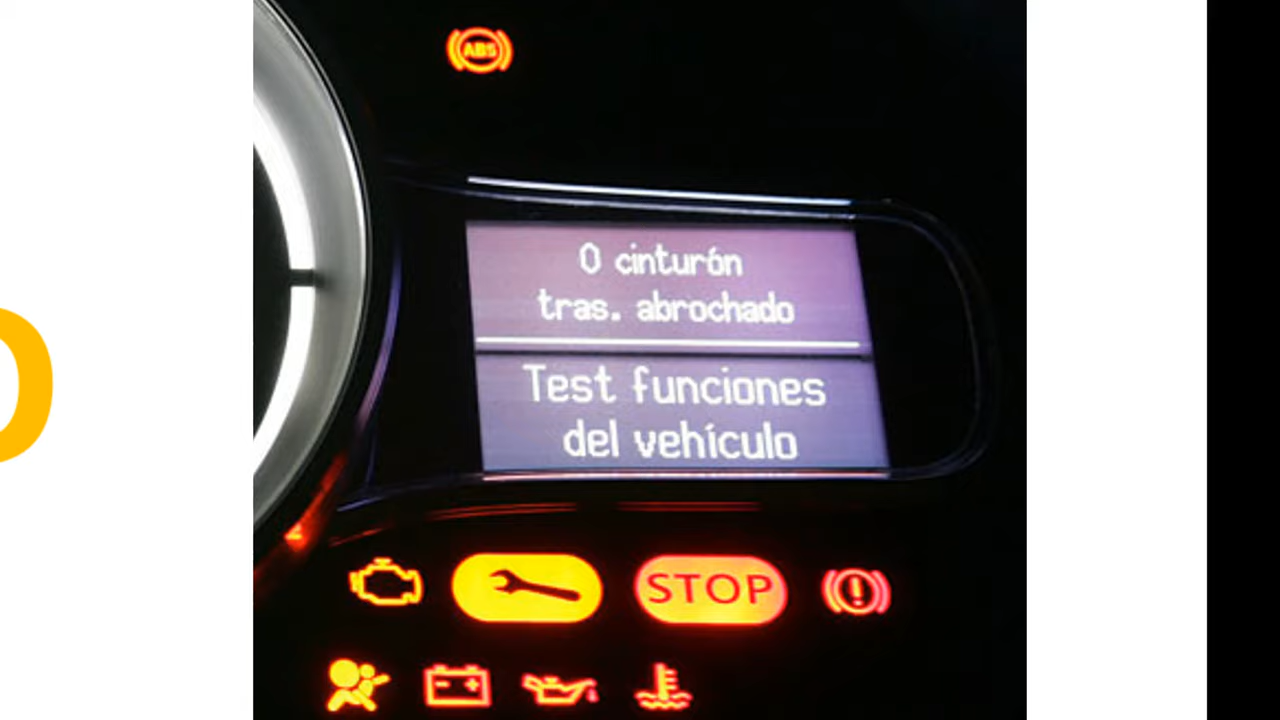 ABS
0 cinturón
tras. abrochado
Test funciones
del vehículo
STOP